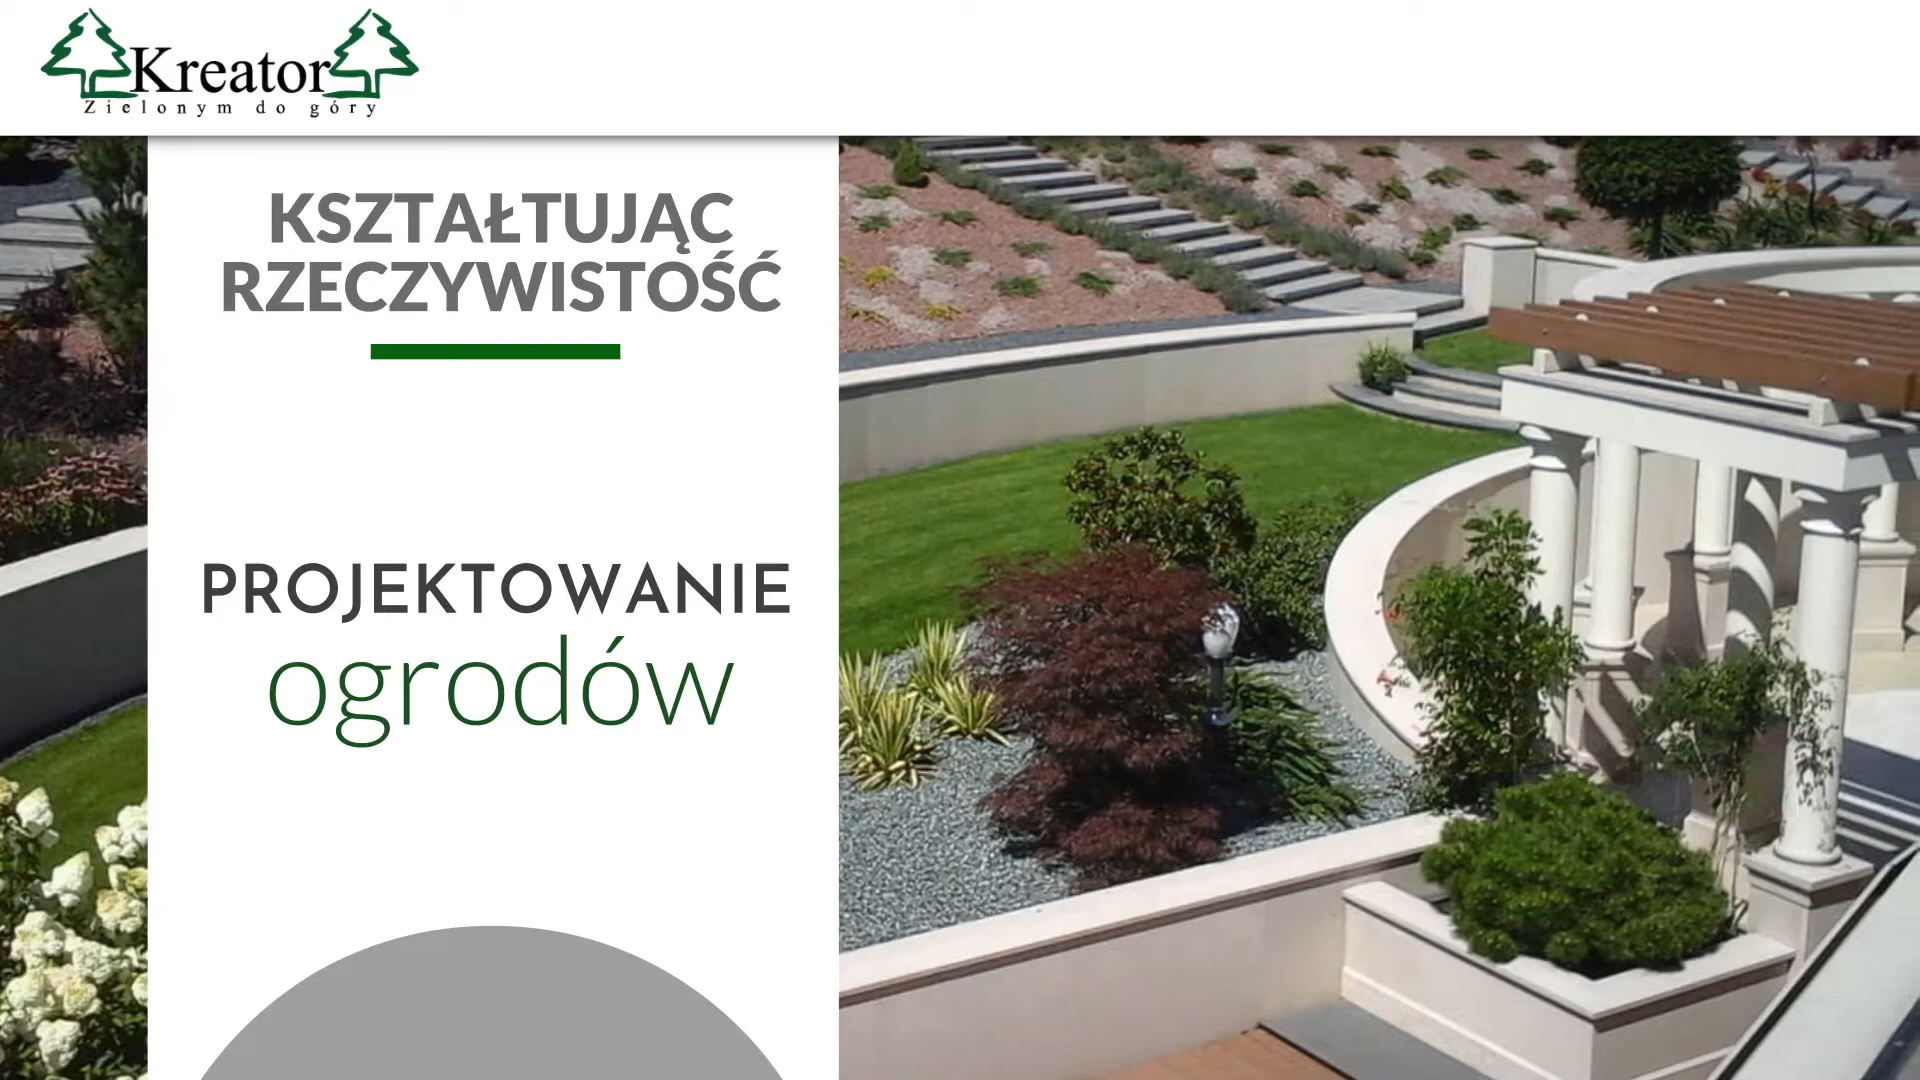 Kreator
Zielonym do góry
KSZTAŁTUJĄC
RZECZYWISTOŚĆ
PROJEKTOWANIE
ogrodów